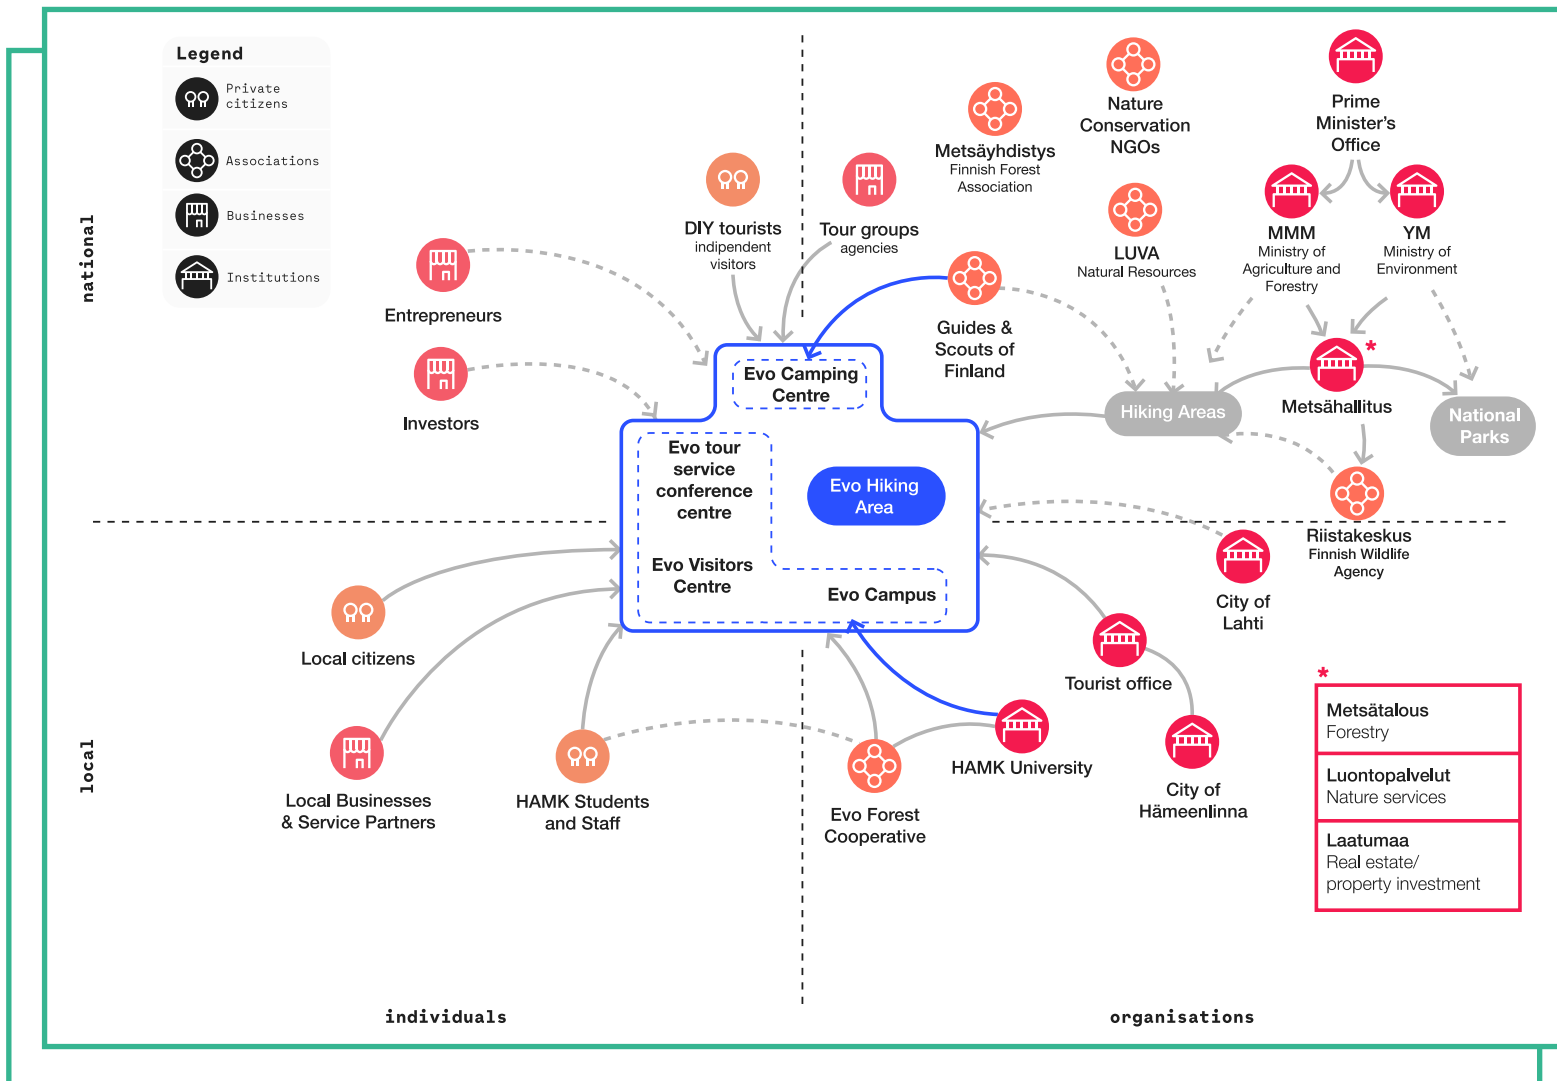 Legend
Private
citizens
Associations
Businesses
Institutions
national
local
individuals
organisations
DIY tourists
indipendent
visitors
Tour groups
agencies
Entrepreneurs
Investors
Metsäyhdistys
Finnish Forest
Association
Nature
Conservation
NGOs
LUVA
Natural Resources
Guides &
Scouts of
Finland
Prime
Minister's
Office
MMM
Ministry of
Agriculture and
Forestry
YM
Ministry of
Environment
*
Metsähallitus
Hiking Areas
National
Parks
Riistakeskus
Finnish Wildlife
Agency
Evo Camping
Centre
Evo tour
service
conference
centre
Evo Hiking
Area
Evo Visitors
Centre
Evo Campus
Local citizens
Local Businesses
& Service Partners
HAMK Students
and Staff
Evo Forest
Cooperative
HAMK University
Tourist office
City of
Hämeenlinna
City of
Lahti
*
Metsätalous
Forestry
Luontopalvelut
Nature services
Laatumaa
Real estate/
property investment